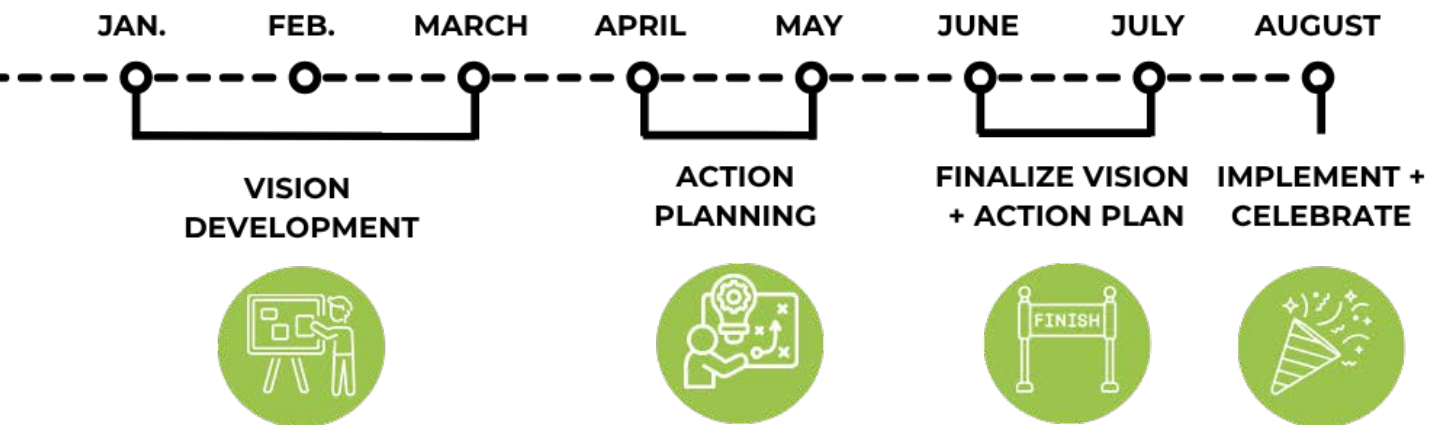 JAN. FEB. MARCH APRIL MAY JUNE JULY AUGUST
VISION
DEVELOPMENT
ACTION
PLANNING
FINALIZE VISION
+ ACTION PLAN
IMPLEMENT +
CELEBRATE
FINISH